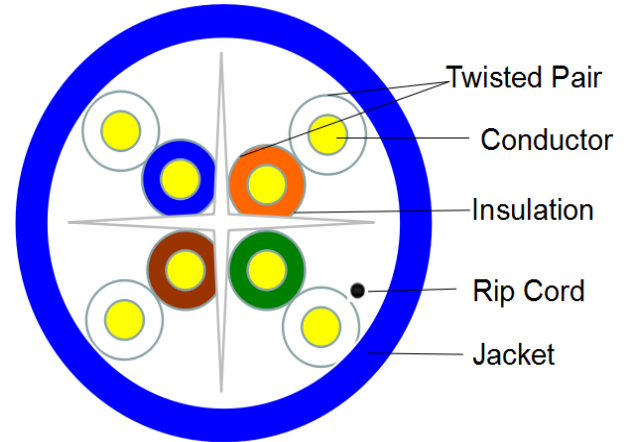 Twisted Pair
Conductor
Insulation
Rip Cord
Jacket